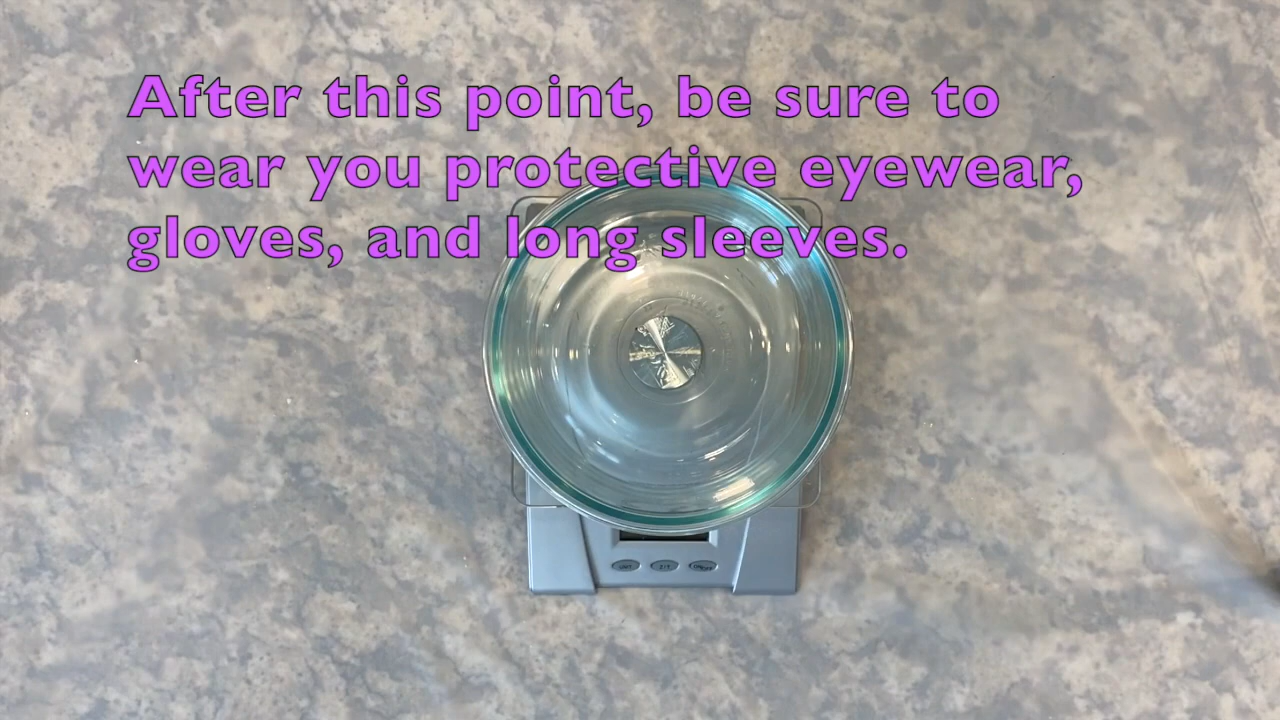 After this point, be sure to
wear you protective eyewear,
gloves, and long sleeves.